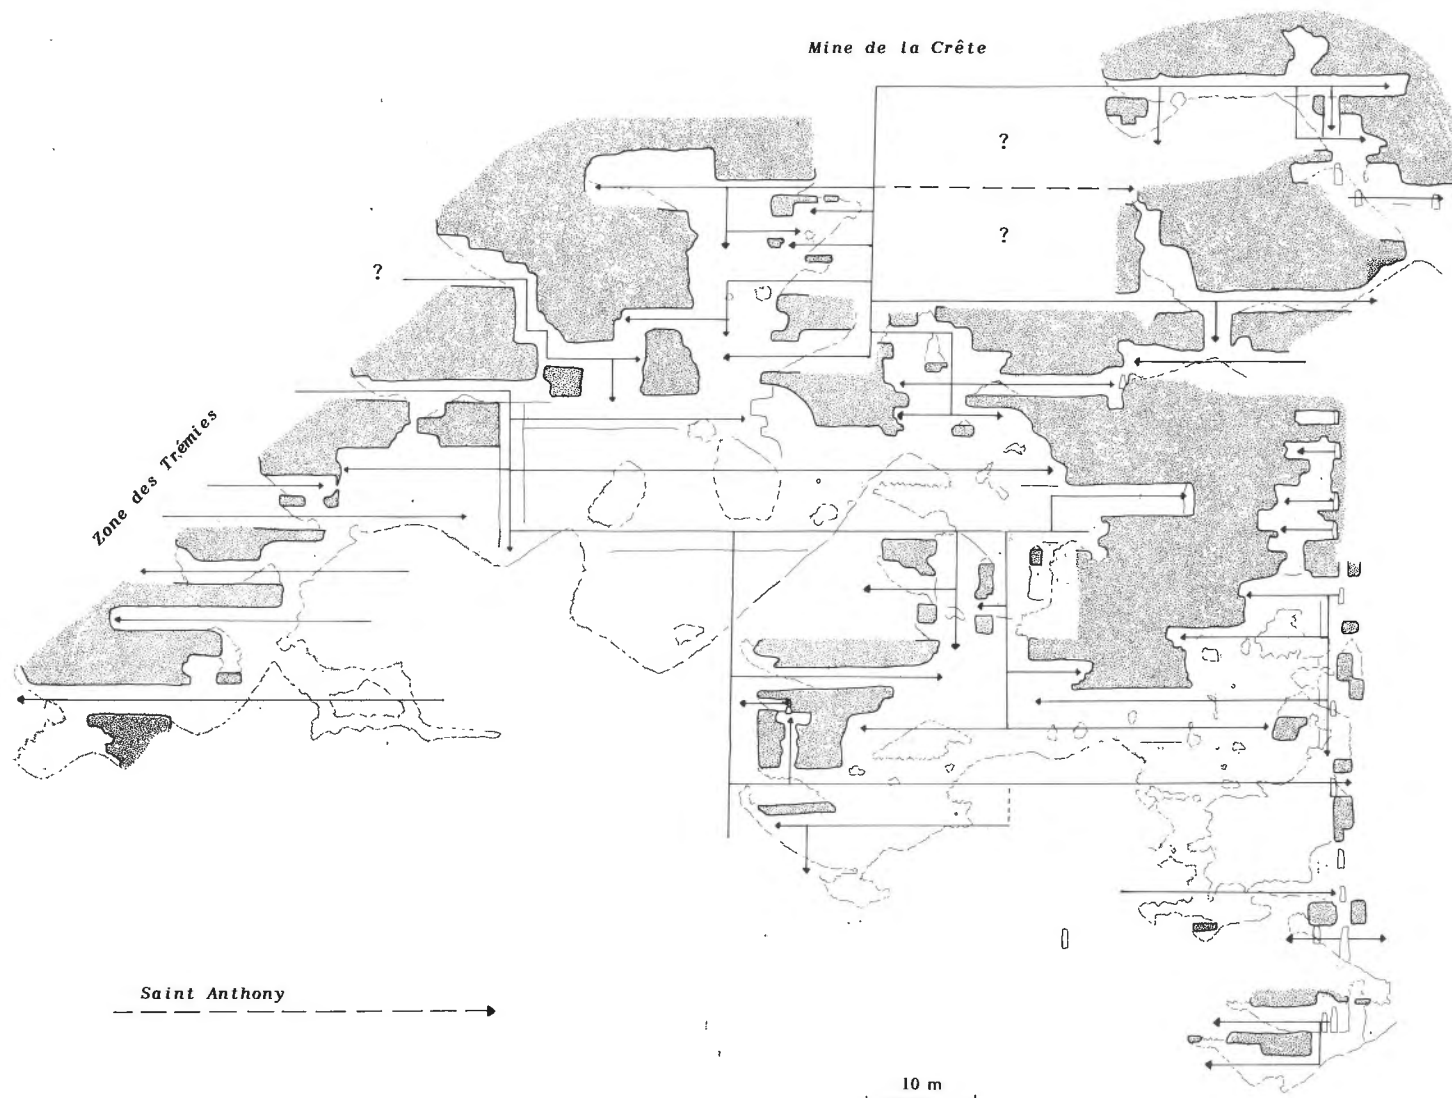 Mine de la Crête
?
?
?
Zone des Trémies
Saint Anthony
10 m